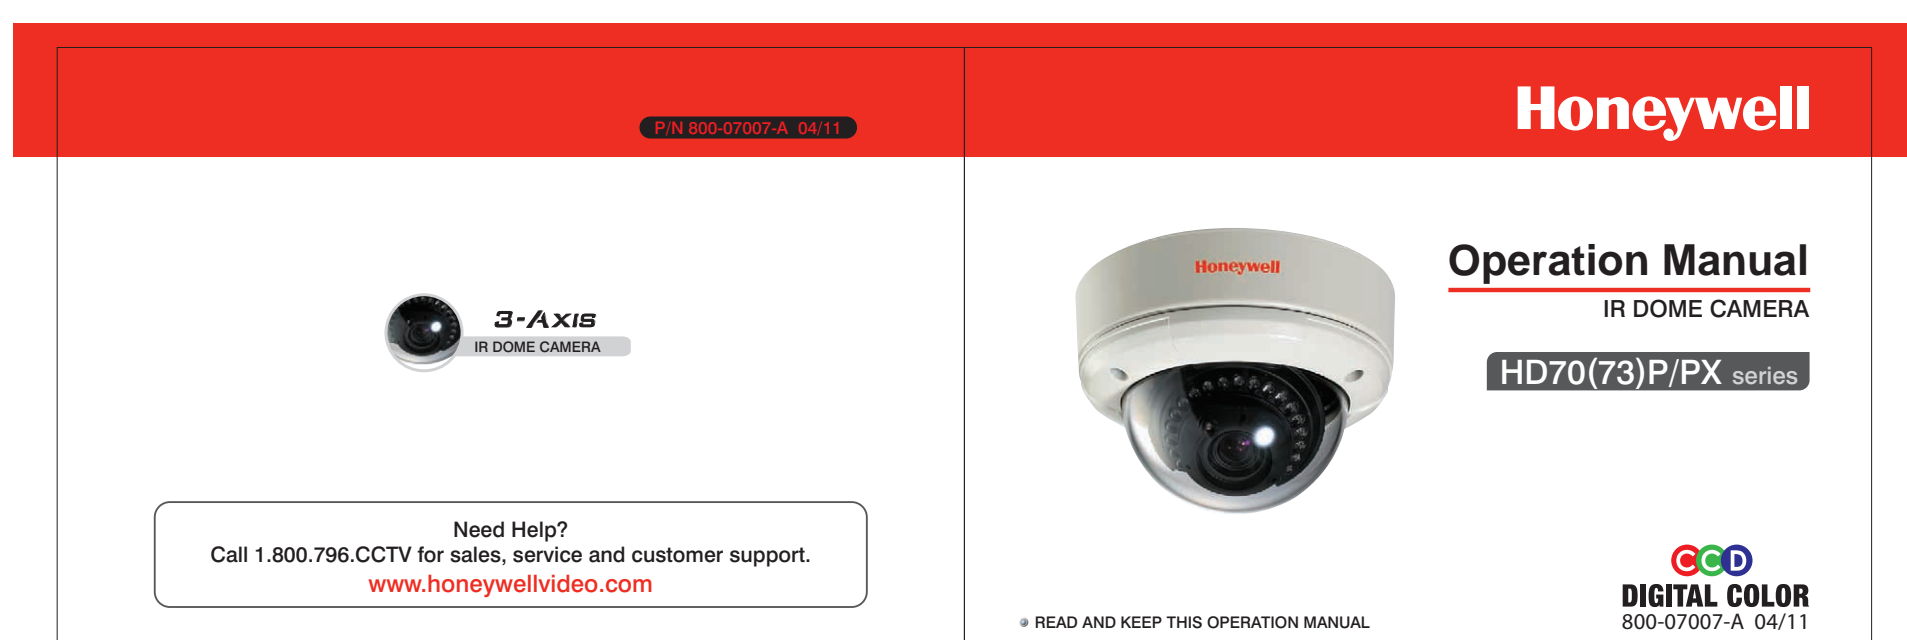 P/N 800-07007-A 04/11
3-Axis
IR DOME CAMERA
Need Help?
Call 1.800.796.CCTV for sales, service and customer support.
www.honeywellvideo.com
Honeywell
Honeywell
Operation Manual
IR DOME CAMERA
HD70(73)P/PX series
CCD
DIGITAL COLOR
800-07007-A 04/11
READ AND KEEP THIS OPERATION MANUAL